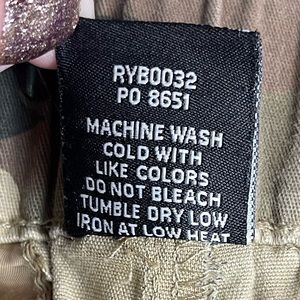 RYB0032
PO 8651
MACHINE WASH
COLD WITH
LIKE COLORS
DO NOT BLEACH
TUMBLE DRY LOW
IRON AT LOW HEAT